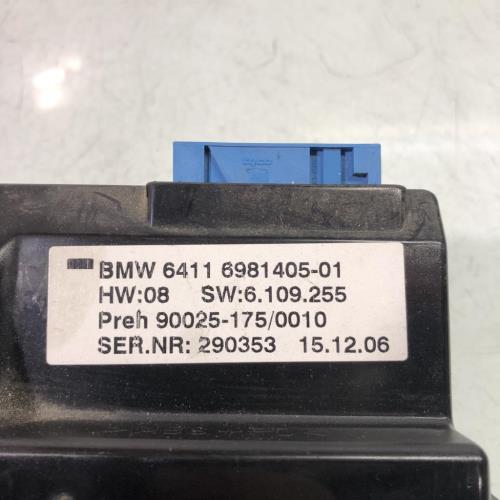 BMW 6411 6981405-01
HW:08 SW:6.109.255
Preh 90025-175/0010
SER.NR: 290353 15.12.06